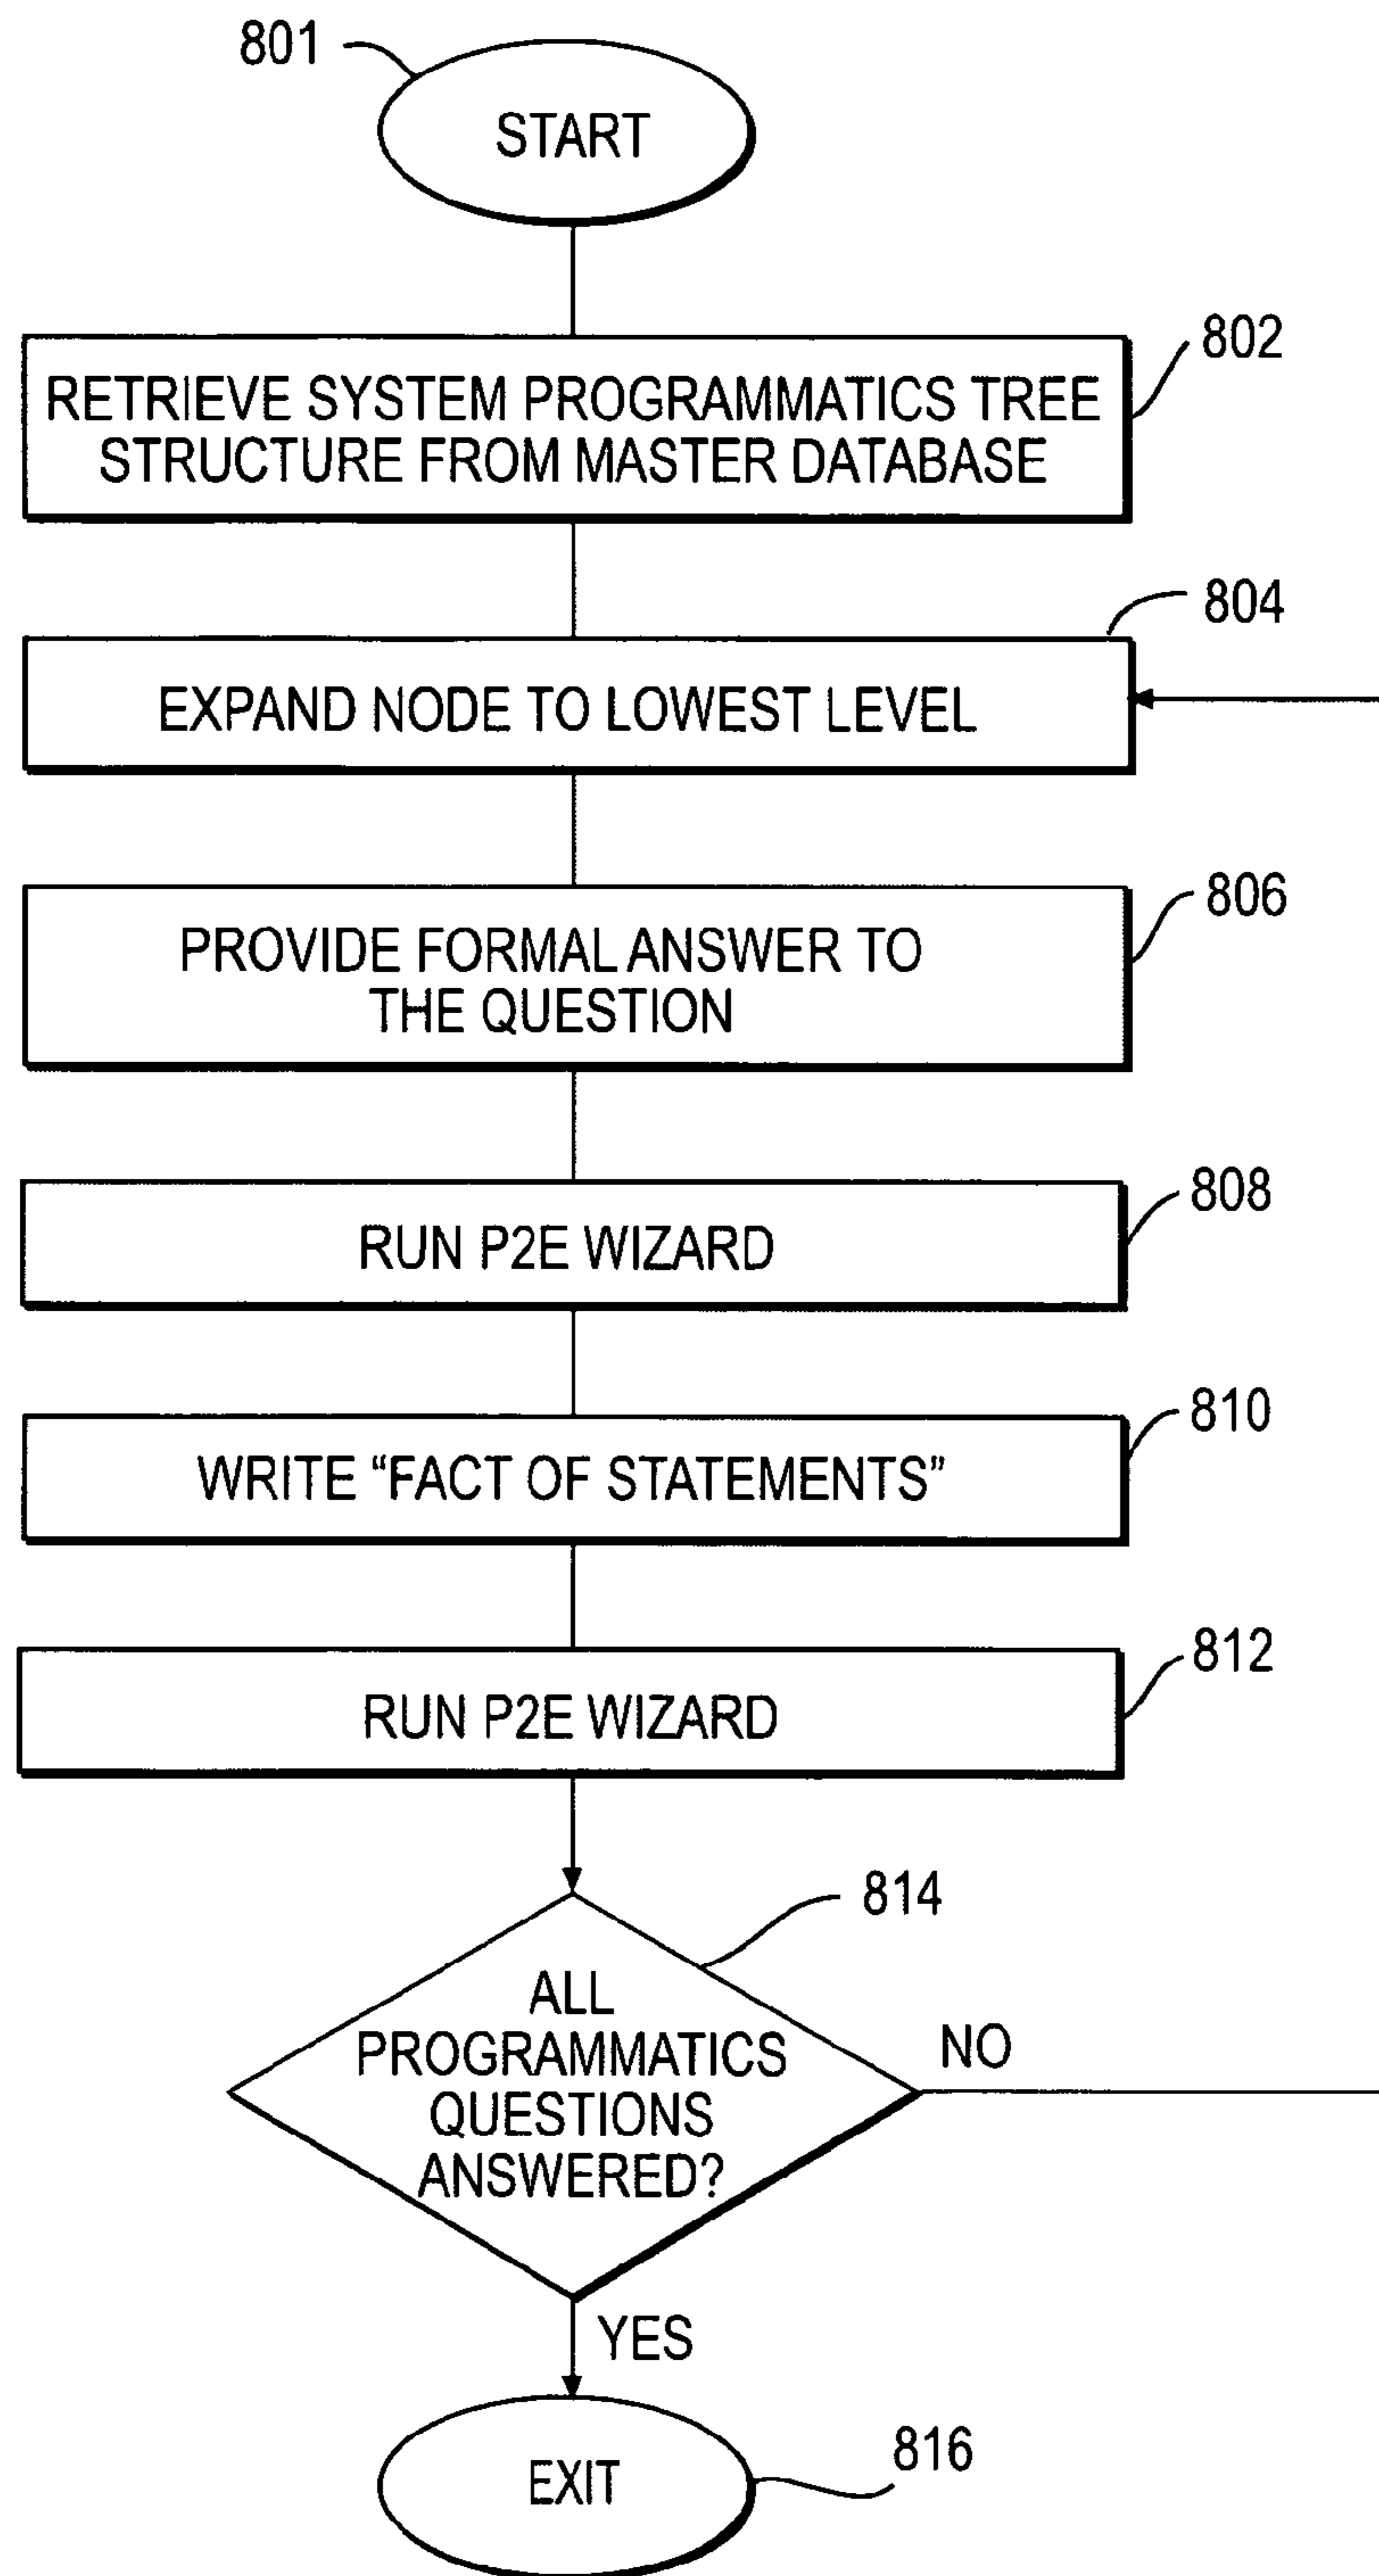 801
START
802
RETRIEVE SYSTEM PROGRAMMATICS TREE
STRUCTURE FROM MASTER DATABASE
804
EXPAND NODE TO LOWEST LEVEL
806
PROVIDE FORMAL ANSWER TO
THE QUESTION
808
RUN P2E WIZARD
810
WRITE “FACT OF STATEMENTS”
812
RUN P2E WIZARD
814
ALL
PROGRAMMATICS
QUESTIONS
ANSWERED?
NO
YES
816
EXIT